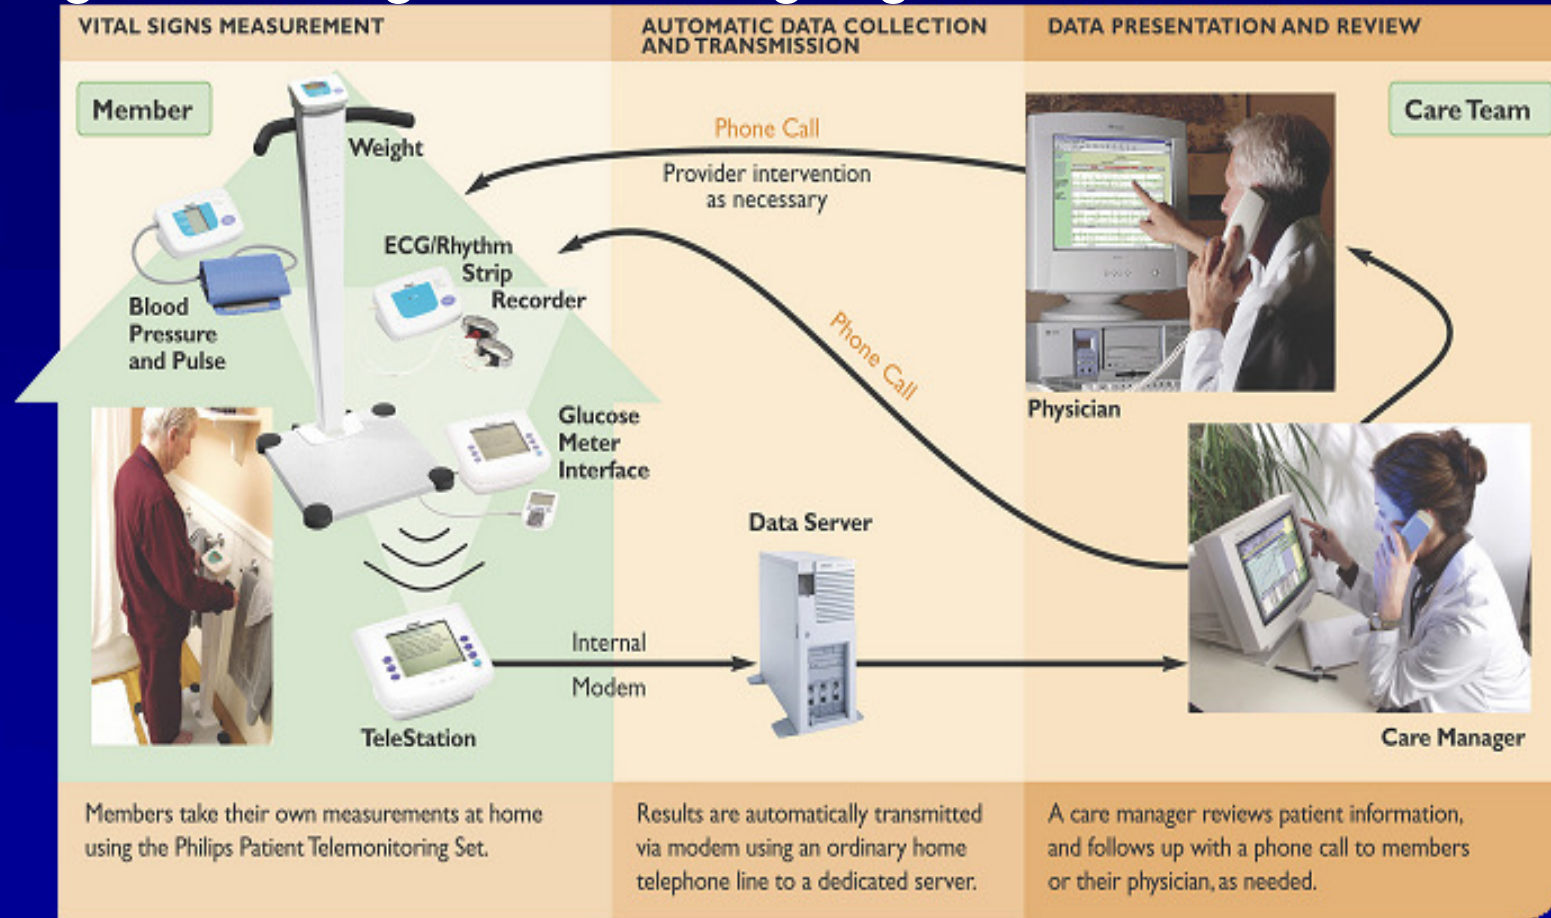 VITAL SIGNS MEASUREMENT
AUTOMATIC DATA COLLECTION
AND TRANSMISSION
DATA PRESENTATION AND REVIEW
Member
Care Team
Weight
Phone Call
Provider intervention
as necessary
ECG/Rhythm
Strip
Recorder
Blood
Pressure
and Pulse
Phone Call
Physician
Glucose
Meter
Interface
Data Server
Internal
Modem
TeleStation
Care Manager
Members take their own measurements at home
using the Philips Patient Telemonitoring Set.
Results are automatically transmitted
via modem using an ordinary home
telephone line to a dedicated server.
A care manager reviews patient information,
and follows up with a phone call to members
or their physician, as needed.